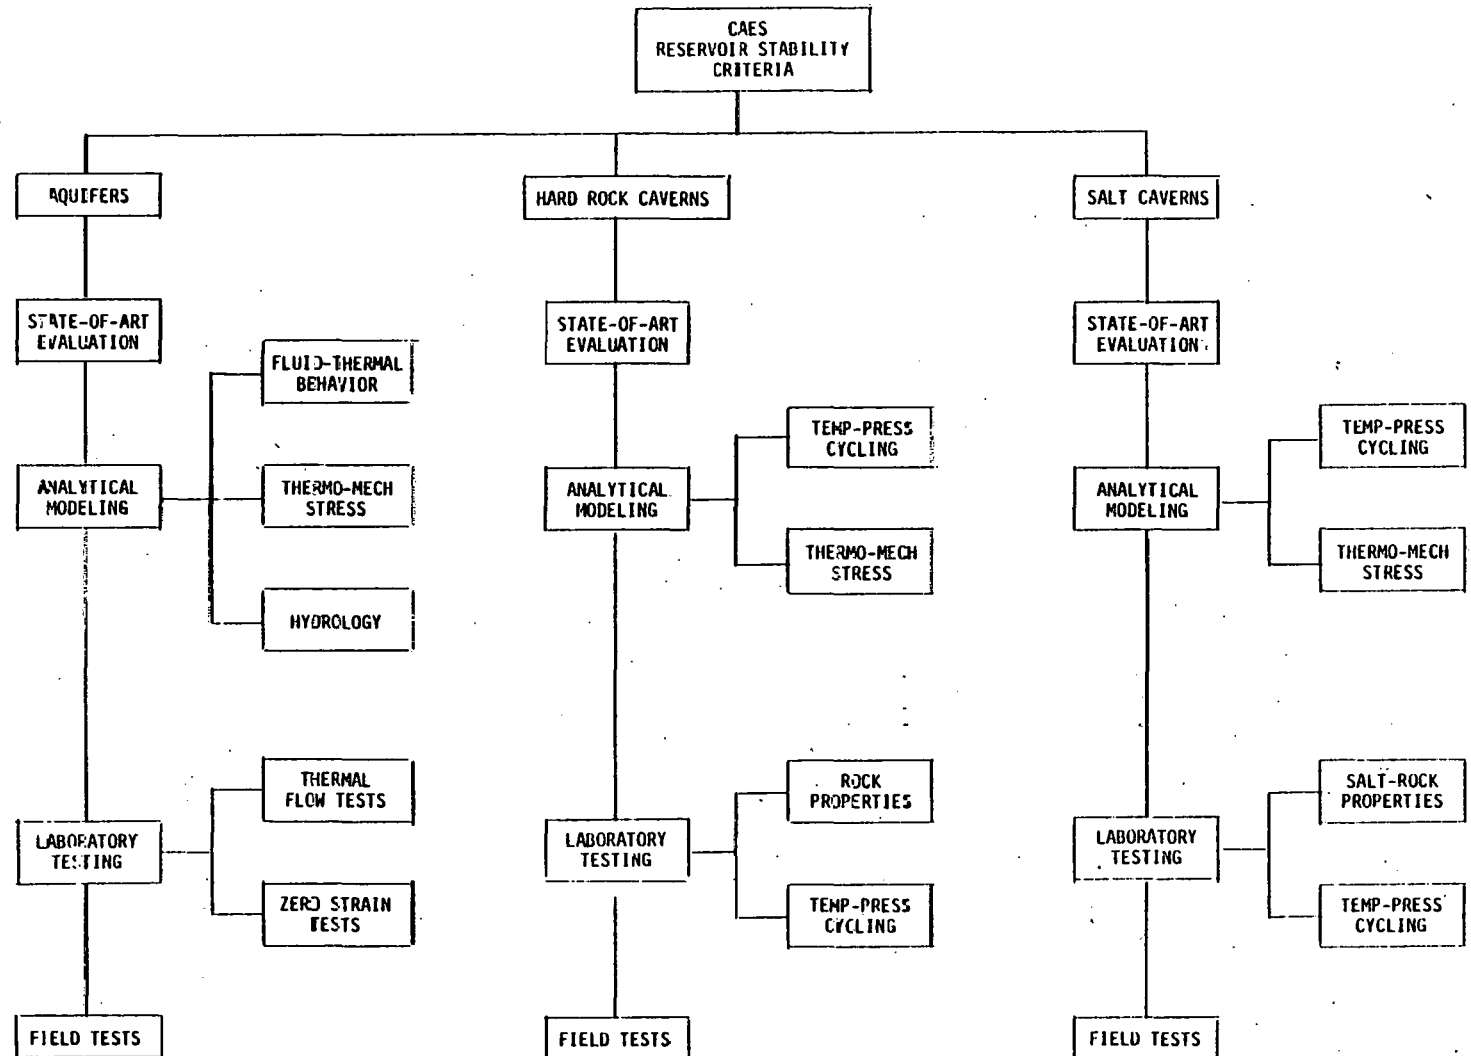 CAES
RESERVOIR STABILITY
CRITERIA
AQUIFERS
HARD ROCK CAVERNS
SALT CAVERNS
STATE-OF-ART
EVALUATION
STATE-OF-ART
EVALUATION
STATE-OF-ART
EVALUATION
FLUID-THERMAL
BEHAVIOR
TEMP-PRESS
CYCLING
TEMP-PRESS
CYCLING
ANALYTICAL
MODELING
THERMO-MECH
STRESS
ANALYTICAL
MODELING
ANALYTICAL
MODELING
THERMO-MECH
STRESS
THERMO-MECH
STRESS
HYDROLOGY
THERMAL
FLOW TESTS
ROCK
PROPERTIES
SALT-ROCK
PROPERTIES
LABORATORY
TESTING
LABORATORY
TESTING
LABORATORY
TESTING
ZERO STRAIN
TESTS
TEMP-PRESS
CYCLING
TEMP-PRESS
CYCLING
FIELD TESTS
FIELD TESTS
FIELD TESTS